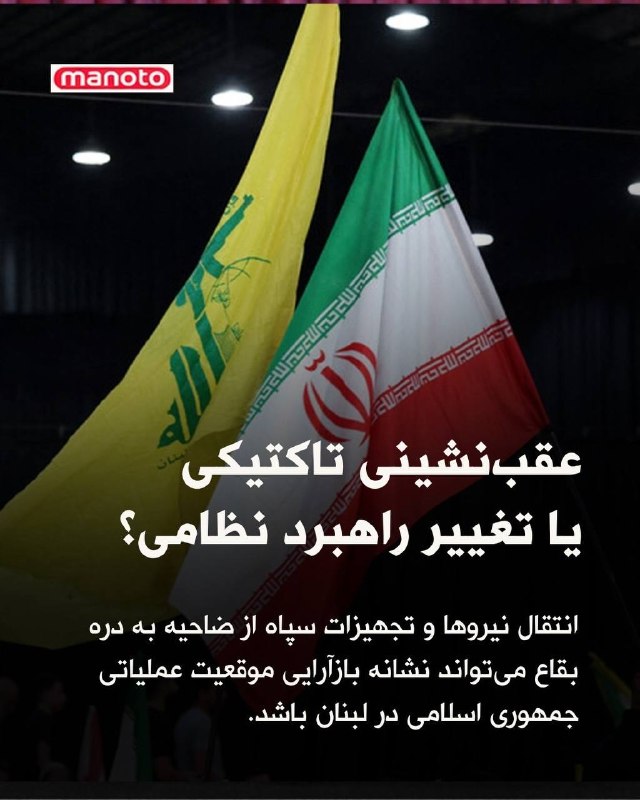 manoto
عقب‌نشینی تاکتیکی
یا تغییر راهبرد نظامی؟
انتقال نیروها و تجهیزات سپاه از ضاحیه به دره
بقاع می‌تواند نشانه بازآرایی موقعیت عملیاتی
جمهوری اسلامی در لبنان باشد.